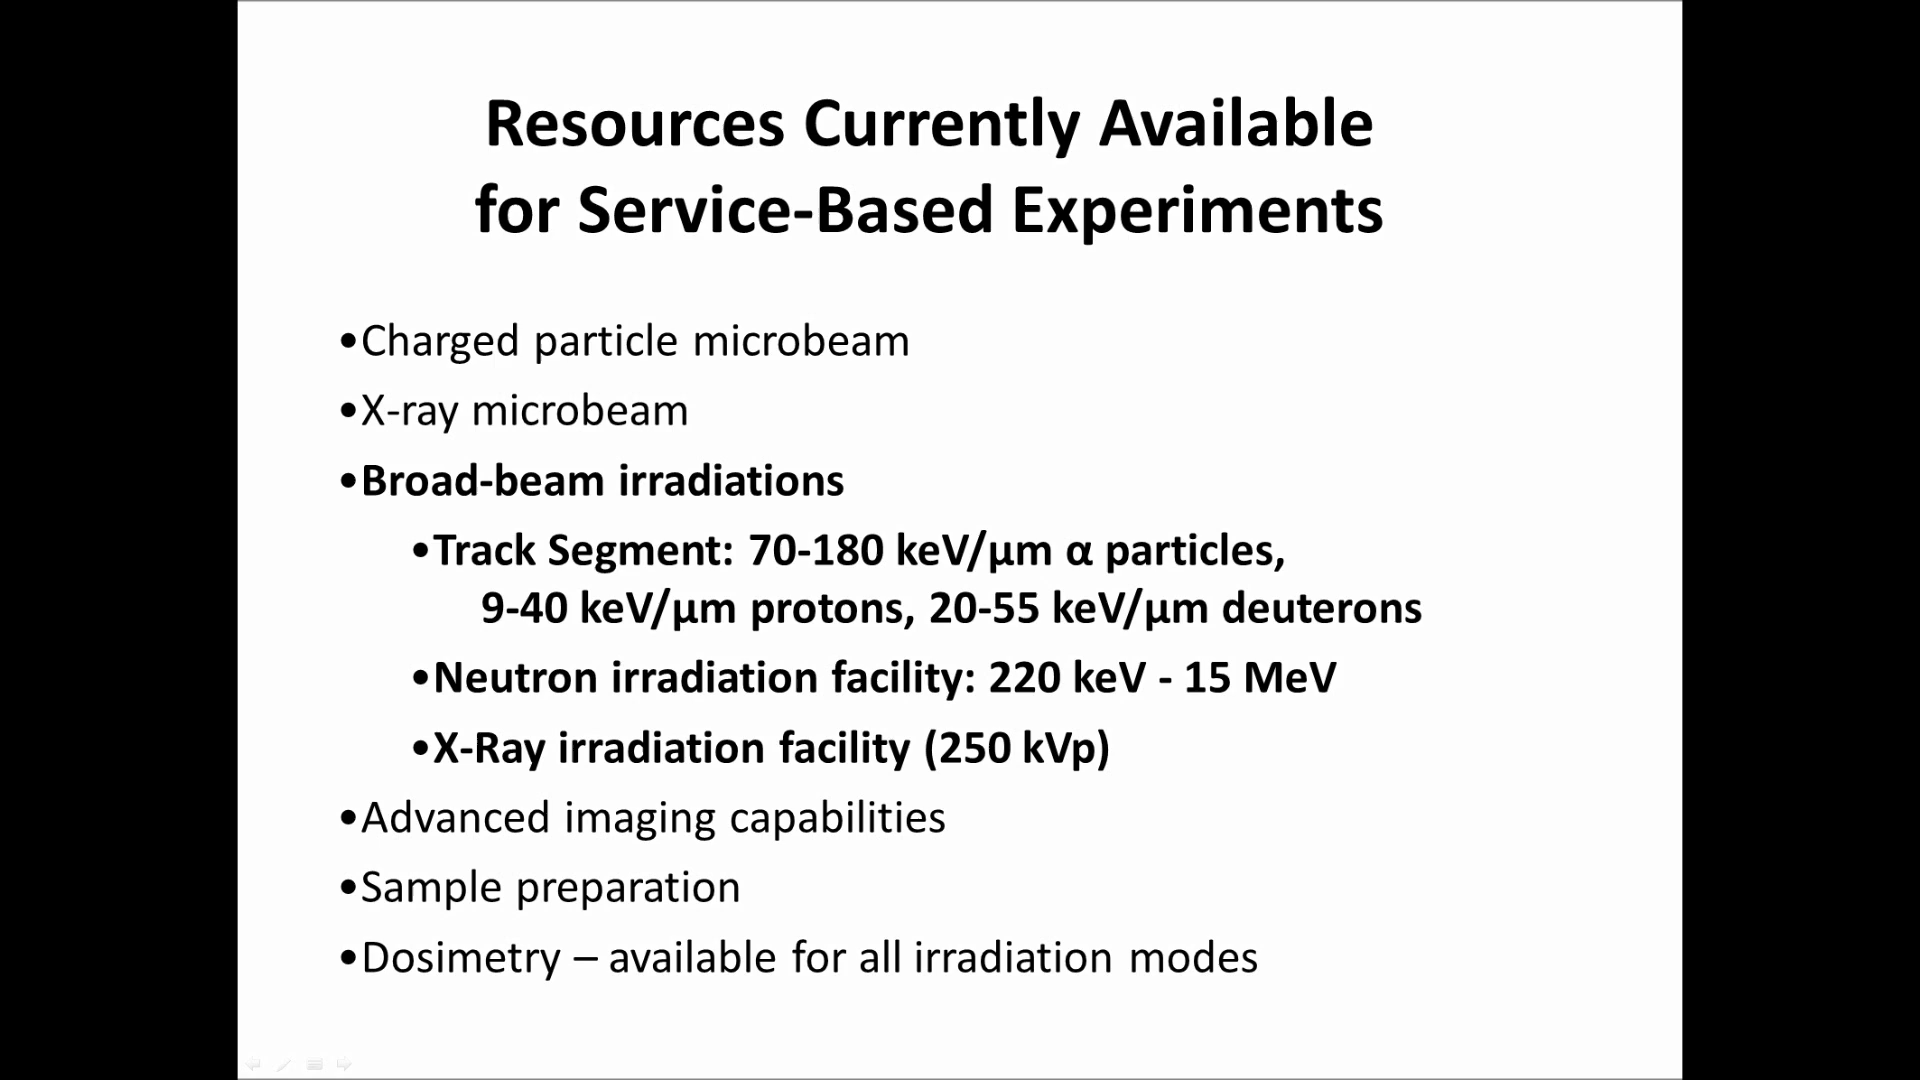 Resources Currently Available
for Service-Based Experiments
•Charged particle microbeam
•X-ray microbeam
•Broad-beam irradiations
•Track Segment: 70-180 keV/µm α particles,
9-40 keV/µm protons, 20-55 keV/µm deuterons
•Neutron irradiation facility: 220 keV - 15 MeV
•X-Ray irradiation facility (250 kVp)
•Advanced imaging capabilities
•Sample preparation
•Dosimetry – available for all irradiation modes